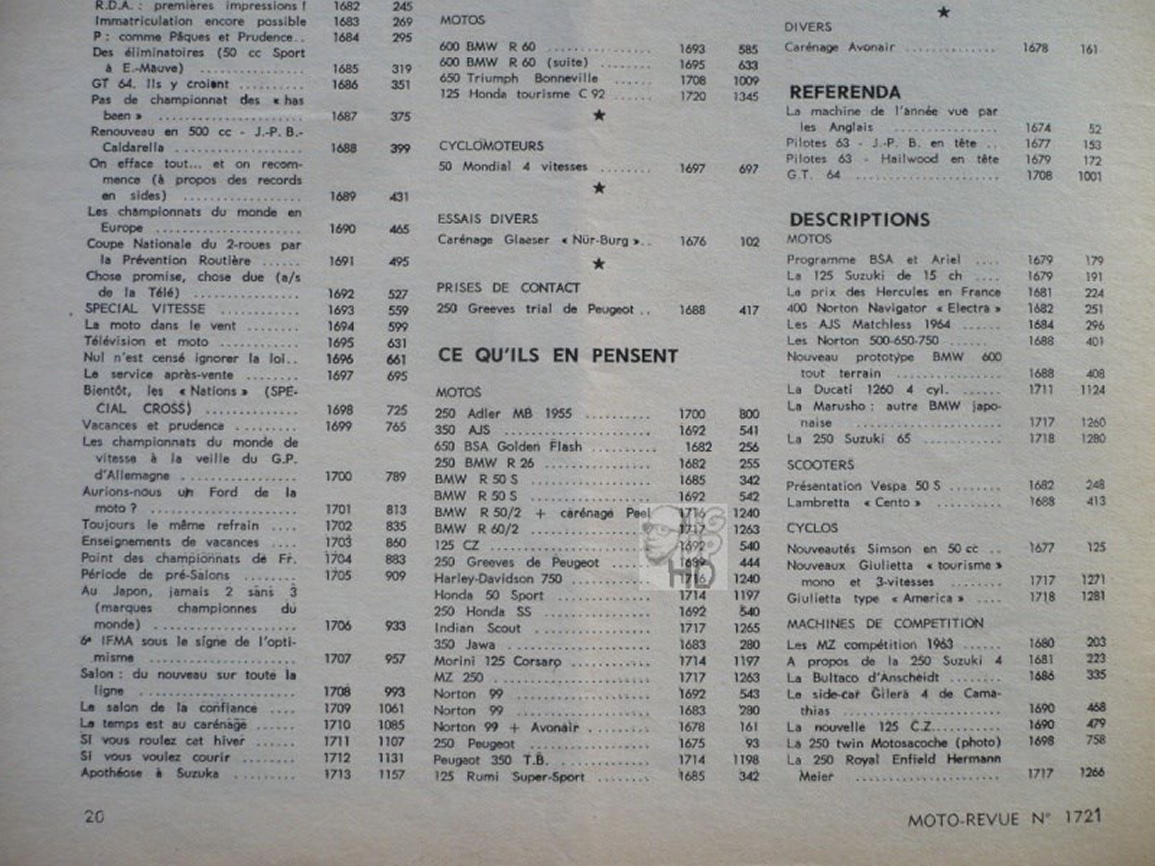 R.D.A. : premières impressions ! 1682 245
Immatriculation encore possible 1683 269
P : comme Pâques et Prudence.. 1684 295
Des éliminatoires (50 cc Sport
à E.-Mauve) .............. 1685 319
GT 64. Ils y croient .......... 1686 351
Pas de championnat des « has
been » .................... 1687 375
Renouveau en 500 cc - J.-P. B.-
Caldarella ................ 1688 399
On efface tout... et on recom-
mence (à propos des records
en sides) ................ 1689 431
Les championnats du monde en
Europe .................... 1690 465
Coupe Nationale du 2-roues par
la Prévention Routière ...... 1691 495
Chose promise, chose due (a/s
de la Télé) .............. 1692 527
SPECIAL VITESSE ............ 1693 559
La moto dans le vent .......... 1694 599
Télévision et moto ............ 1695 631
Nul n'est censé ignorer la loi.. 1696 661
Le service après-vente ........ 1697 695
Bientôt, les « Nations » (SPE-
CIAL CROSS) .............. 1698 725
Vacances et prudence .......... 1699 765
Les championnats du monde de
vitesse à la veille du G.P.
d'Allemagne ................ 1700 789
Aurions-nous un Ford de la
moto ? .................... 1701 813
Toujours le même refrain .... 1702 835
Enseignements de vacances .... 1703 860
Point des championnats de Fr. 1704 883
Période de pré-Salons ........ 1705 909
Au Japon, jamais 2 sans 3
(marques championnes du
monde) .................... 1706 933
6e IFMA sous le signe de l'opti-
misme .................... 1707 957
Salon : du nouveau sur toute la
ligne .................... 1708 993
Le salon de la confiance .... 1709 1061
Le temps est au carénage .... 1710 1085
Si vous roulez cet hiver ...... 1711 1107
Si vous voulez courir ........ 1712 1131
Apothéose à Suzuka .......... 1713 1157
20
MOTOS
600 BMW R 60 .............. 1693 585
600 BMW R 60 (suite) ........ 1695 633
650 Triumph Bonneville ...... 1708 1009
125 Honda tourisme C 92 ...... 1720 1345
★
CYCLOMOTEURS
50 Mondial 4 vitesses ........ 1697 697
★
ESSAIS DIVERS
Carénage Glaeser « Nür-Burg ».. 1676 102
★
PRISES DE CONTACT
250 Greeves trial de Peugeot .. 1688 417
CE QU'ILS EN PENSENT
MOTOS
250 Adler MB 1955 .......... 1700 800
350 AJS .................... 1692 541
650 BSA Golden Flash ........ 1682 256
250 BMW R 26 .............. 1682 255
BMW R 50 S ................ 1685 342
BMW R 50 S ................ 1692 542
BMW R 50/2 + carénage Peel 1716 1240
BMW R 60/2 ................ 1717 1263
125 CZ .................... 1692 540
250 Greeves de Peugeot ...... 1689 444
Harley-Davidson 750 .......... 1716 1240
Honda 50 Sport .............. 1714 1197
250 Honda SS .............. 1692 540
Indian Scout ................ 1717 1265
350 Jawa .................. 1683 280
Morini 125 Corsaro .......... 1714 1197
MZ 250 .................... 1717 1263
Norton 99 .................. 1692 543
Norton 99 .................. 1683 280
Norton 99 + Avonair .......... 1678 161
250 Peugeot ................ 1675 93
Peugeot 350 T.B. ............ 1714 1198
125 Rumi Super-Sport ........ 1685 342
★
DIVERS
Carénage Avonair ............ 1678 161
REFERENDA
La machine de l'année vue par
les Anglais ................ 1674 52
Pilotes 63 - J.-P. B. en tête .. 1677 153
Pilotes 63 - Hailwood en tête 1679 172
G.T. 64 .................... 1708 1001
DESCRIPTIONS
MOTOS
Programme BSA et Ariel .... 1679 179
La 125 Suzuki de 15 ch .... 1679 191
Le prix des Hercules en France 1681 224
400 Norton Navigator « Electra » 1682 251
Les AJS Matchless 1964 ...... 1684 296
Les Norton 500-650-750 ........ 1688 401
Nouveau prototype BMW 600
tout terrain ................ 1688 408
La Ducati 1260 4 cyl. ........ 1711 1124
La Marusho : autre BMW japo-
naise .................... 1717 1260
La 250 Suzuki 65 ............ 1718 1280
SCOOTERS
Présentation Vespa 50 S ........ 1682 248
Lambretta « Cento » .......... 1688 413
CYCLOS
Nouveautés Simson en 50 cc .. 1677 125
Nouveaux Giulietta « tourisme »
mono et 3-vitesses .......... 1717 1271
Giulietta type « America » .... 1718 1281
MACHINES DE COMPETITION
Les MZ compétition 1963 ...... 1680 203
A propos de la 250 Suzuki 4 1681 223
La Bultaco d'Anscheidt ........ 1686 335
Le side-car Gilera 4 de Cama-
thias .................... 1690 468
La nouvelle 125 C.Z. .......... 1690 479
La 250 twin Motosacoche (photo) 1698 758
La 250 Royal Enfield Hermann
Meier .................... 1717 1266
MOTO-REVUE N° 1721
HD